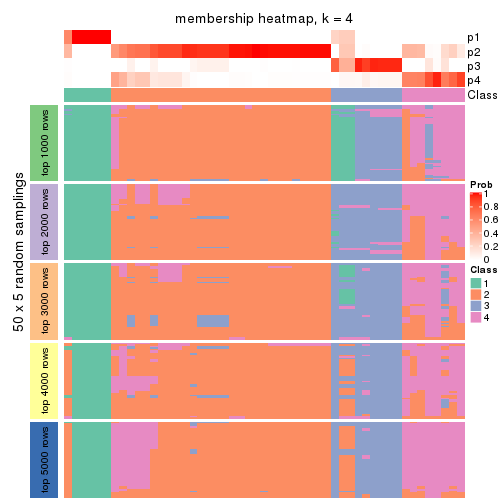 membership heatmap, k = 4
p1
p2
p3
p4
Class
50 x 5 random samplings
top 1000 rows
top 2000 rows
top 3000 rows
top 4000 rows
top 5000 rows
Prob
1
0.8
0.6
0.4
0.2
0
Class
1
2
3
4